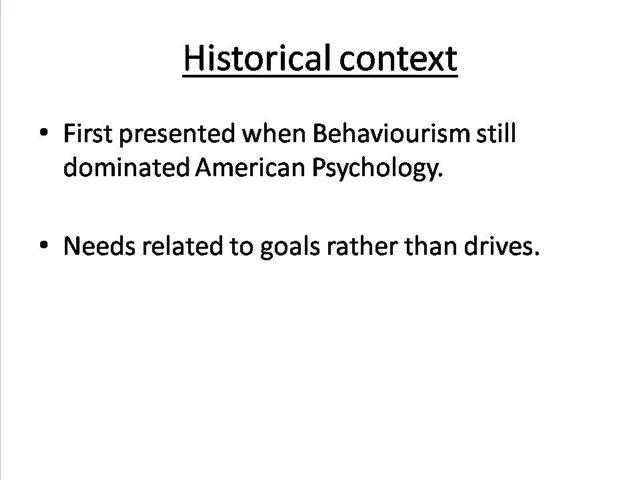 Historical context
• First presented when Behaviourism still
dominated American Psychology.
• Needs related to goals rather than drives.